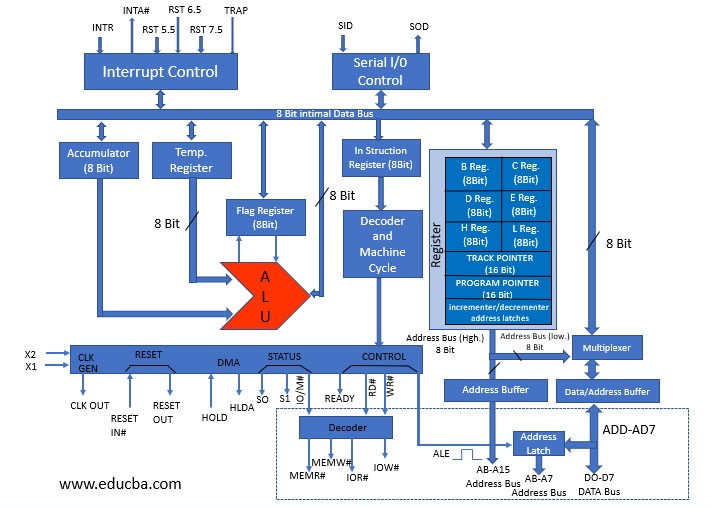 INTR
INTA#
RST 5.5
RST 6.5
RST 7.5
TRAP
SID
SOD
Interrupt Control
Serial I/0
Control
8 Bit intimal Data Bus
Accumulator
(8 Bit)
Temp.
Register
In Struction
Register (8Bit)
8 Bit
Flag Register
(8Bit)
8 Bit
Decoder
and
Machine
Cycle
A
L
U
Register
B Reg.
(8Bit)
C Reg.
(8Bit)
D Reg.
(8Bit)
E Reg.
(8Bit)
H Reg.
(8Bit)
L Reg.
(8Bit)
TRACK POINTER
(16 Bit)
PROGRAM POINTER
(16 Bit)
incrementer/decrementer
address latches
8 Bit
Address Bus (Hgh.)
8 Bit
Address Bus (low.)
8 Bit
Multiplexer
X2
X1
CLK
GEN
RESET
DMA
STATUS
CONTROL
CLK OUT
RESET
IN#
RESET
OUT
HOLD
HLDA
SO
S1
IO/M#
READY
RD#
WR#
Address Buffer
Data/Address Buffer
Decoder
MEMR#
MEMW#
IOR#
IOW#
ALE
Address
Latch
ADD-AD7
AB-A15
Address Bus
AB-A7
Address Bus
DO-D7
DATA Bus
www.educba.com